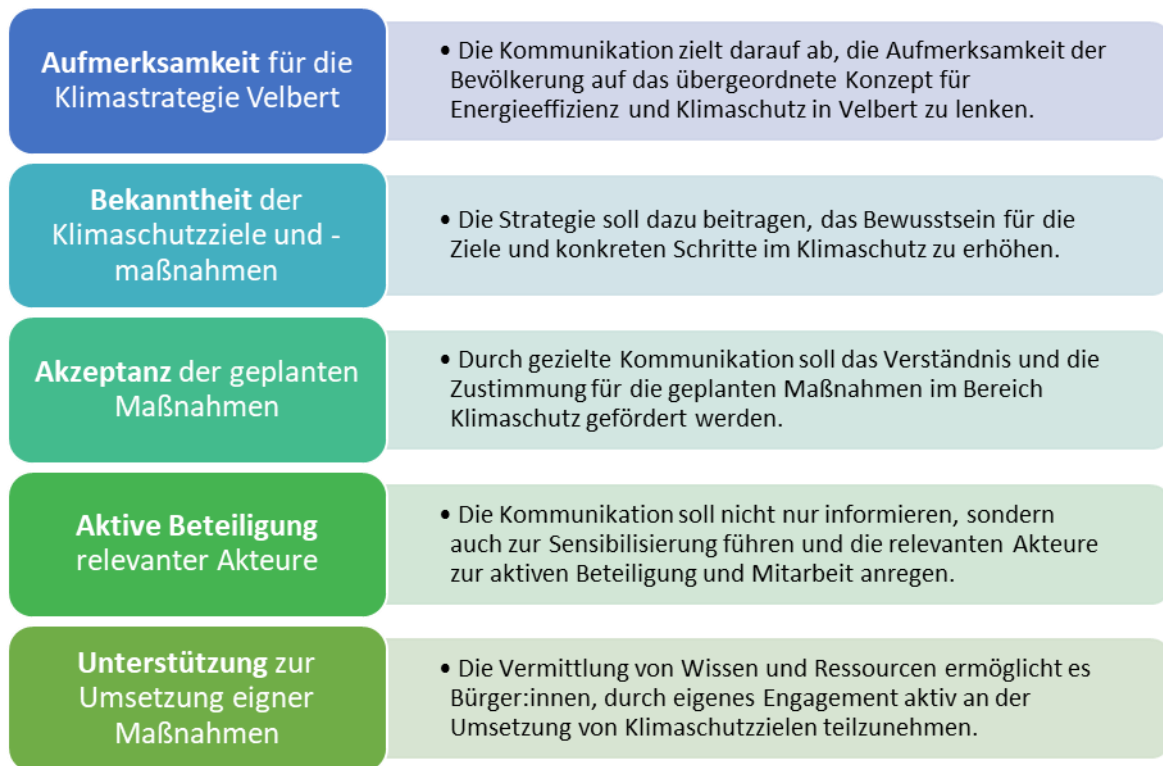 Aufmerksamkeit für die
Klimastrategie Velbert
• Die Kommunikation zielt darauf ab, die Aufmerksamkeit der
Bevölkerung auf das übergeordnete Konzept für
Energieeffizienz und Klimaschutz in Velbert zu lenken.
Bekanntheit der
Klimaschutzziele und -
maßnahmen
• Die Strategie soll dazu beitragen, das Bewusstsein für die
Ziele und konkreten Schritte im Klimaschutz zu erhöhen.
Akzeptanz der geplanten
Maßnahmen
• Durch gezielte Kommunikation soll das Verständnis und die
Zustimmung für die geplanten Maßnahmen im Bereich
Klimaschutz gefördert werden.
Aktive Beteiligung
relevanter Akteure
• Die Kommunikation soll nicht nur informieren, sondern
auch zur Sensibilisierung führen und die relevanten Akteure
zur aktiven Beteiligung und Mitarbeit anregen.
Unterstützung zur
Umsetzung eigner
Maßnahmen
• Die Vermittlung von Wissen und Ressourcen ermöglicht es
Bürger:innen, durch eigenes Engagement aktiv an der
Umsetzung von Klimaschutzzielen teilzunehmen.